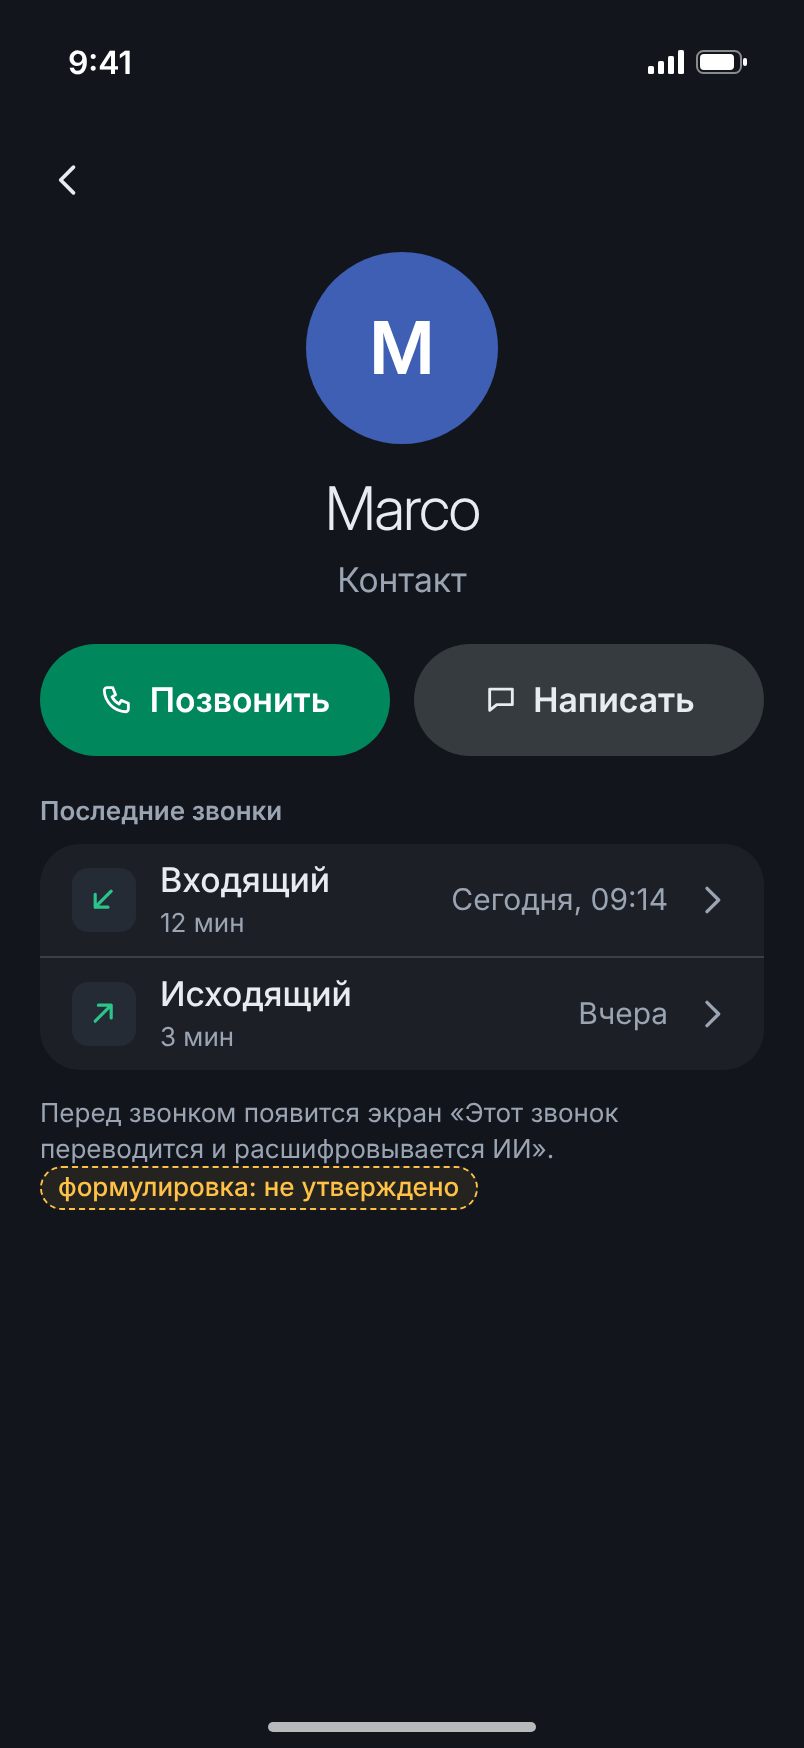 9:41
M
Marco
Контакт
Позвонить
Написать
Последние звонки
Входящий
12 мин
Сегодня, 09:14
Исходящий
3 мин
Вчера
Перед звонком появится экран «Этот звонок
переводится и расшифровывается ИИ».
формулировка: не утверждено